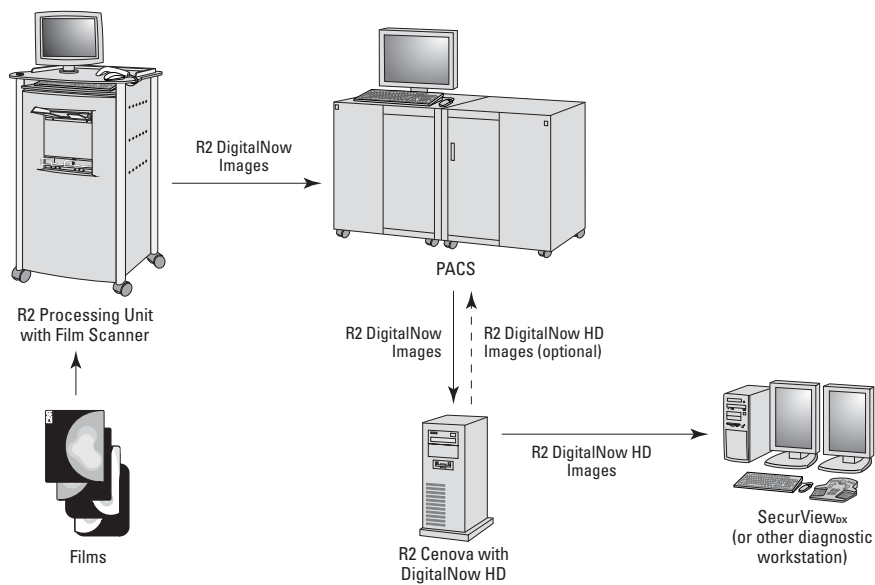 R2 DigitalNow
Images
PACS
R2 Processing Unit
with Film Scanner
R2 DigitalNow
Images
R2 DigitalNow HD
Images (optional)
R2 DigitalNow HD
Images
Films
R2 Cenova with
DigitalNow HD
SecurViewDX
(or other diagnostic
workstation)